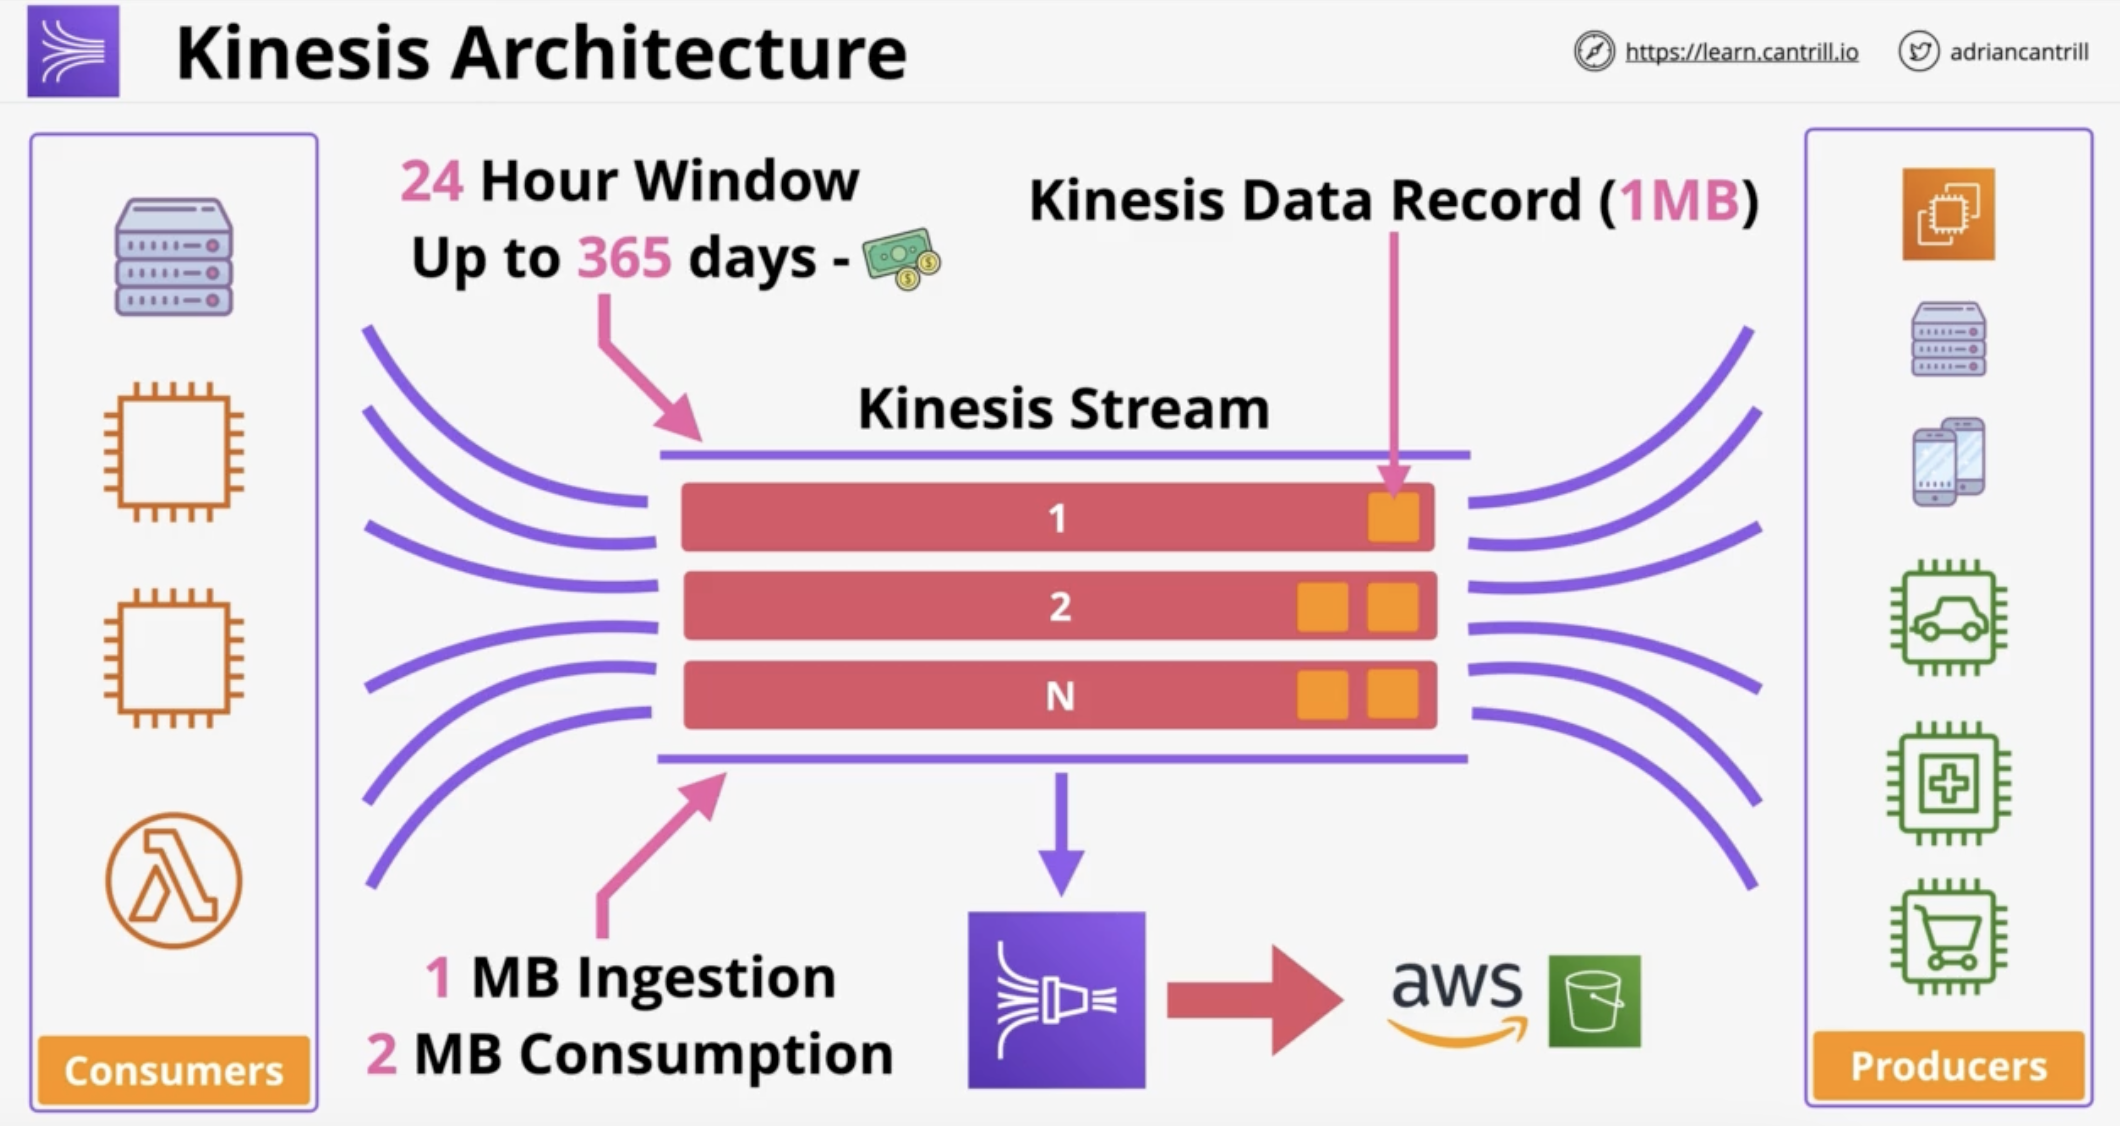 Kinesis Architecture
https://learn.cantrill.io
adriancantrill
24 Hour Window
Up to 365 days -
Kinesis Data Record (1MB)
Kinesis Stream
1
2
N
1 MB Ingestion
2 MB Consumption
aws
Consumers
Producers